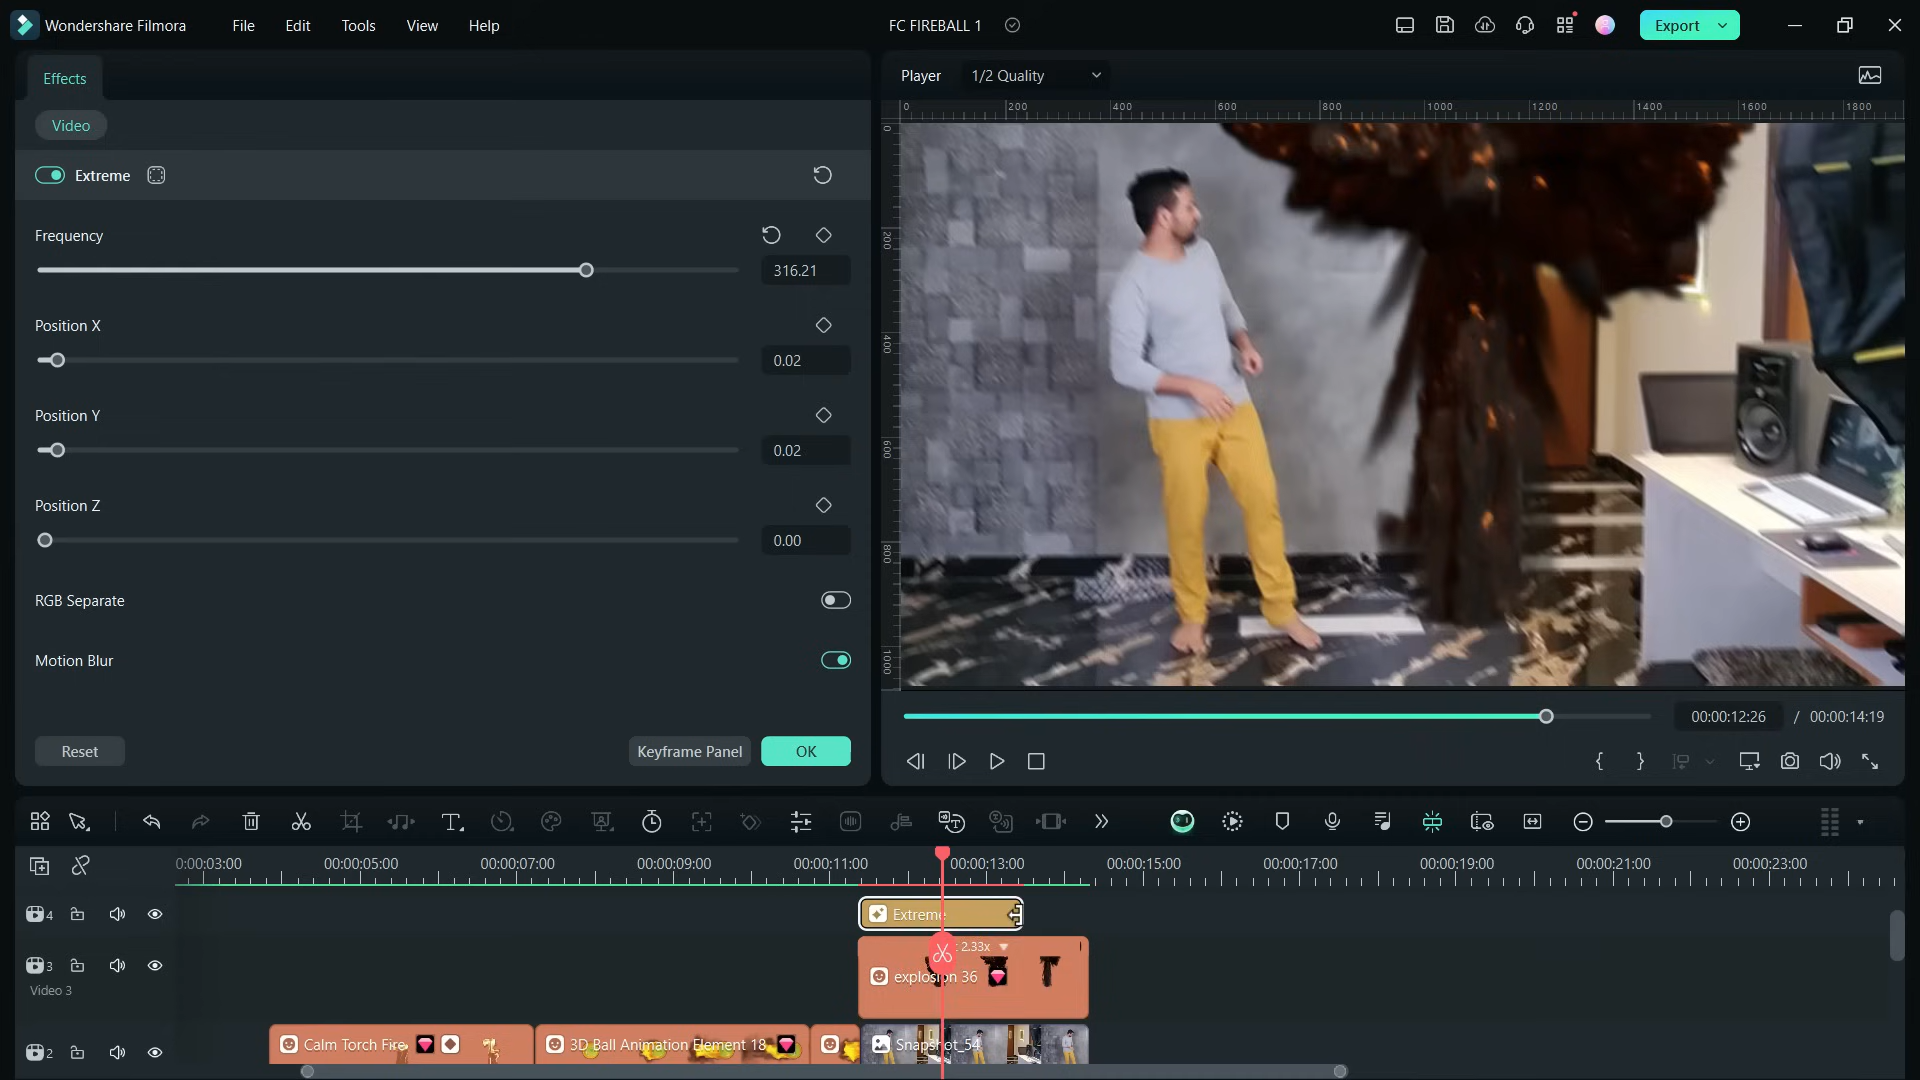 Wondershare Filmora
File
Edit
Tools
View
Help
FC FIREBALL 1
Export
Effects
Video
Extreme
Frequency
316.21
Position X
0.02
Position Y
0.02
Position Z
0.00
RGB Separate
Motion Blur
Reset
Keyframe Panel
OK
Player
1/2 Quality
0
200
400
600
800
1000
1200
1400
1600
1800
0
200
400
600
800
1000
00:00:12:26 / 00:00:14:19
0:00:03:00
00:00:05:00
00:00:07:00
00:00:09:00
00:00:11:00
00:00:13:00
00:00:15:00
00:00:17:00
00:00:19:00
00:00:21:00
00:00:23:00
4
Extreme
3
Video 3
: 2.33x
explosion 36
2
Calm Torch Fire
3D Ball Animation Element 18
Snapshot_54